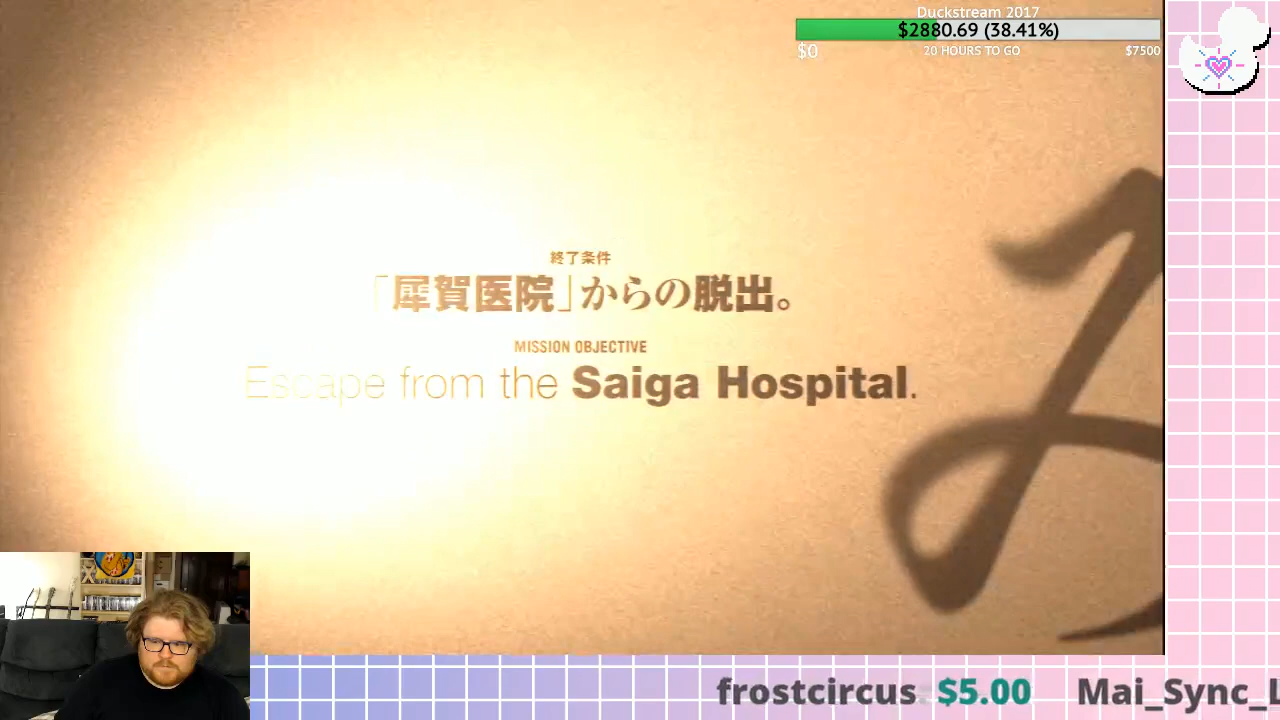 Duckstream 2017
$2880.69 (38.41%)
$0 20 HOURS TO GO $7500
終了条件
「犀賀医院」からの脱出。
MISSION OBJECTIVE
Escape from the Saiga Hospital.
frostcircus $5.00 Mai_Sync_L